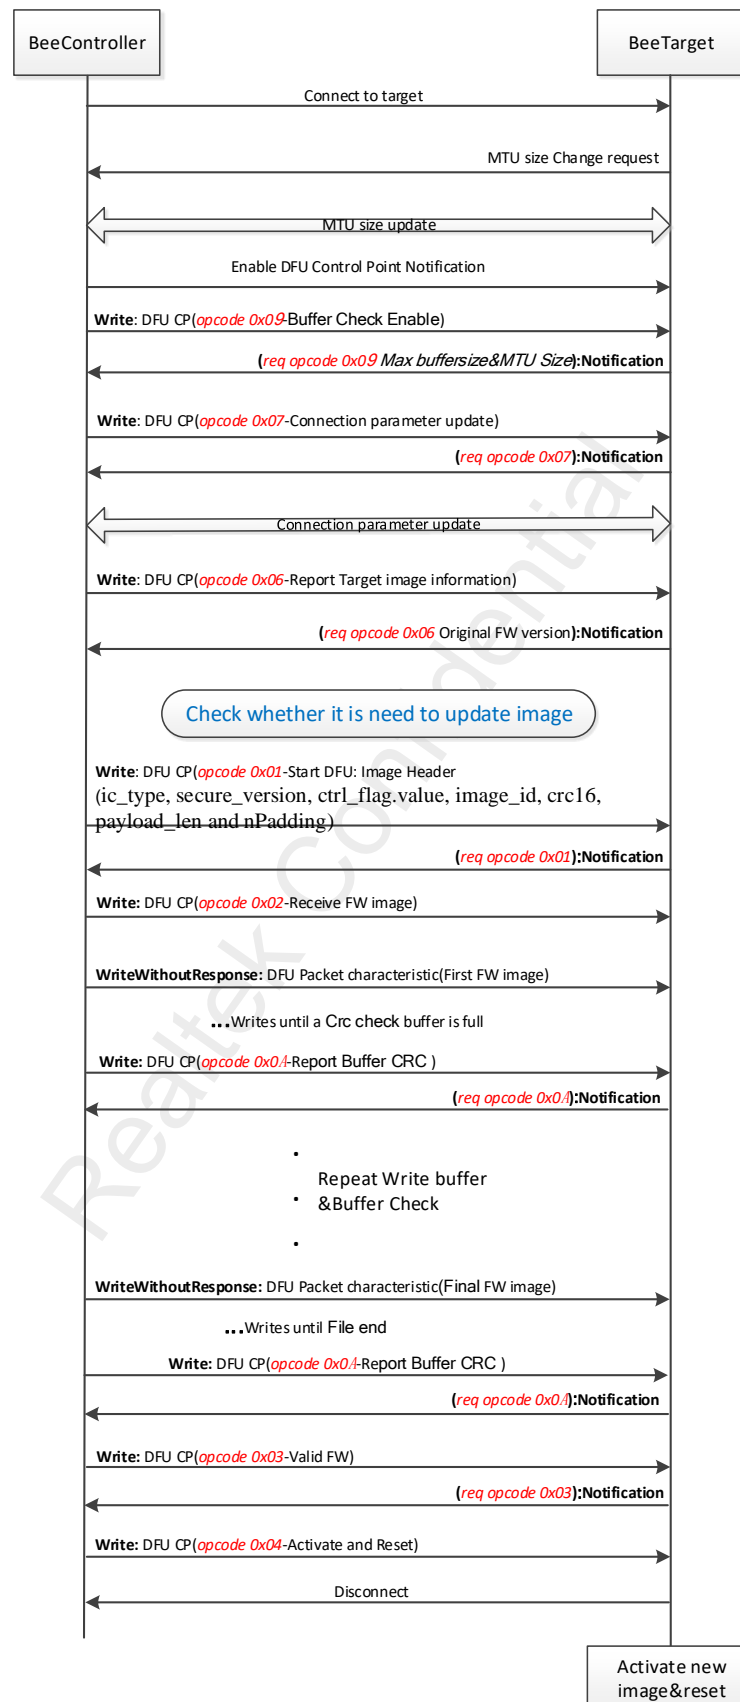 BeeController
BeeTarget
Connect to target
MTU size Change request
MTU size update
Enable DFU Control Point Notification
Write: DFU CP(opcode 0x09-Buffer Check Enable)
(req opcode 0x09 Max buffersize&MTU Size):Notification
Write: DFU CP(opcode 0x07-Connection parameter update)
(req opcode 0x07):Notification
Connection parameter update
Write: DFU CP(opcode 0x06-Report Target image information)
(req opcode 0x06 Original FW version):Notification
Check whether it is need to update image
Write: DFU CP(opcode 0x01-Start DFU: Image Header
(ic_type, secure_version, ctrl_flag.value, image_id, crc16,
payload_len and nPadding)
(req opcode 0x01):Notification
Write: DFU CP(opcode 0x02-Receive FW image)
WriteWithoutResponse: DFU Packet characteristic(First FW image)
...Writes until a Crc check buffer is full
Write: DFU CP(opcode 0x0A-Report Buffer CRC )
(req opcode 0x0A):Notification
Repeat Write buffer
&Buffer Check
WriteWithoutResponse: DFU Packet characteristic(Final FW image)
...Writes until File end
Write: DFU CP(opcode 0x0A-Report Buffer CRC )
(req opcode 0x0A):Notification
Write: DFU CP(opcode 0x03-Valid FW)
(req opcode 0x03):Notification
Write: DFU CP(opcode 0x04-Activate and Reset)
Disconnect
Activate new
image&reset
Realtek Confidential